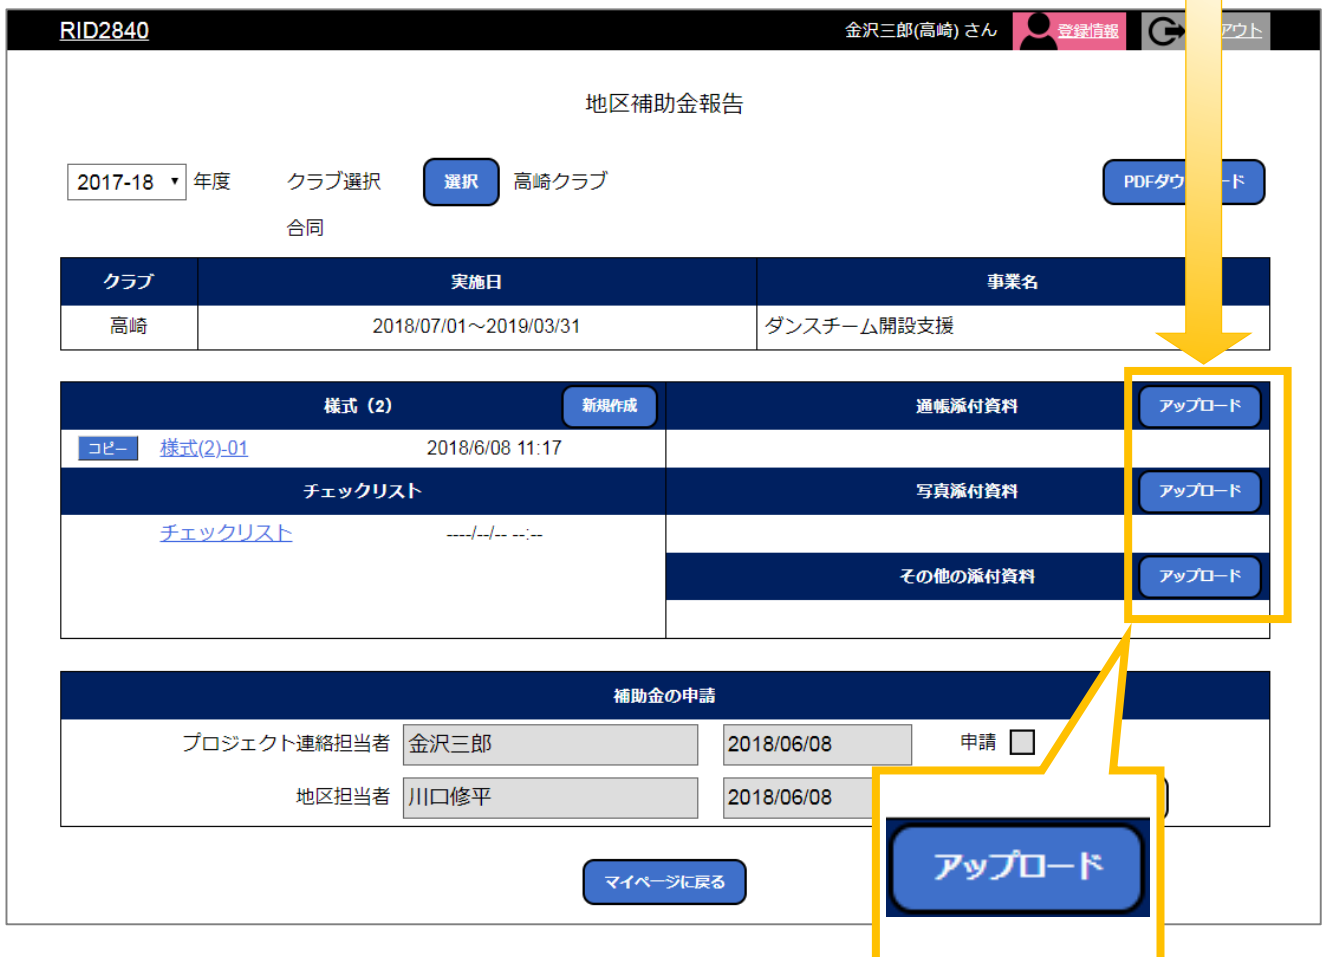 RID2840 金沢三郎(高崎) さん 登録情報 アウト
地区補助金報告
2017-18 年度 クラブ選択 選択 高崎クラブ PDFダウ ード
合同
クラブ 実施日 事業名
高崎 2018/07/01～2019/03/31 ダンスチーム開設支援
様式（2） 新規作成 通帳添付資料 アップロード
コピー 様式(2)-01 2018/6/08 11:17
チェックリスト 写真添付資料 アップロード
チェックリスト ----/--/-- --:--
その他の添付資料 アップロード
補助金の申請
プロジェクト連絡担当者 金沢三郎 2018/06/08 申請
地区担当者 川口修平 2018/06/08
アップロード
マイページに戻る